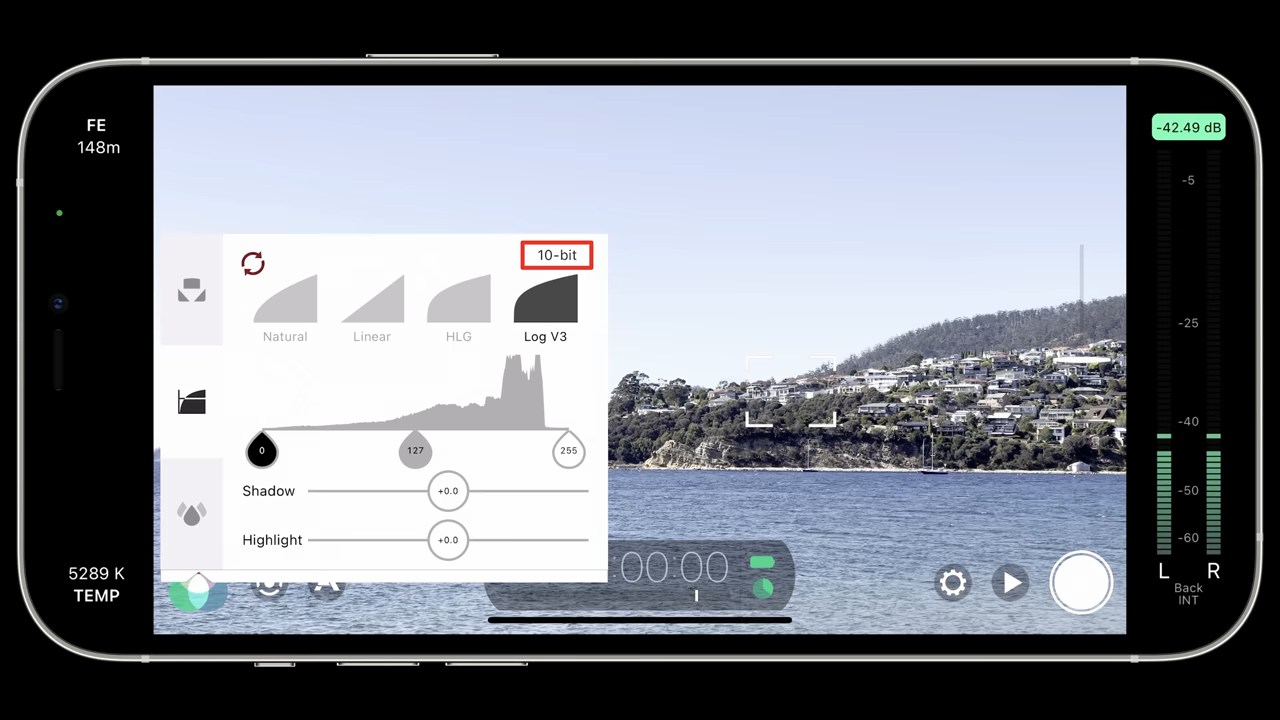 FE
148m
-42.49 dB
-5
10-bit
Natural
Linear
HLG
Log V3
-25
-40
0
127
255
Shadow
+0.0
-50
Highlight
+0.0
-60
:00:00
5289 K
TEMP
L
R
Back
INT